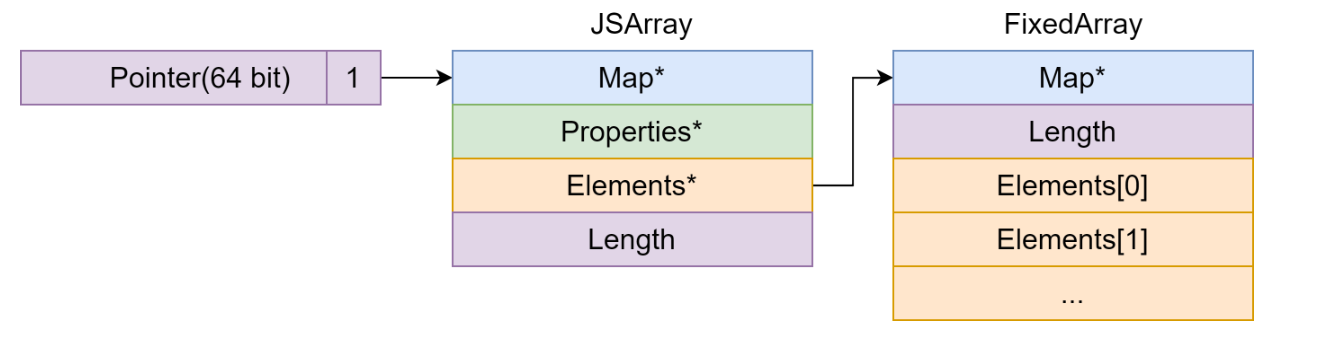 JSArray
FixedArray
Pointer(64 bit)
1
Map*
Map*
Properties*
Length
Elements*
Elements[0]
Length
Elements[1]
...